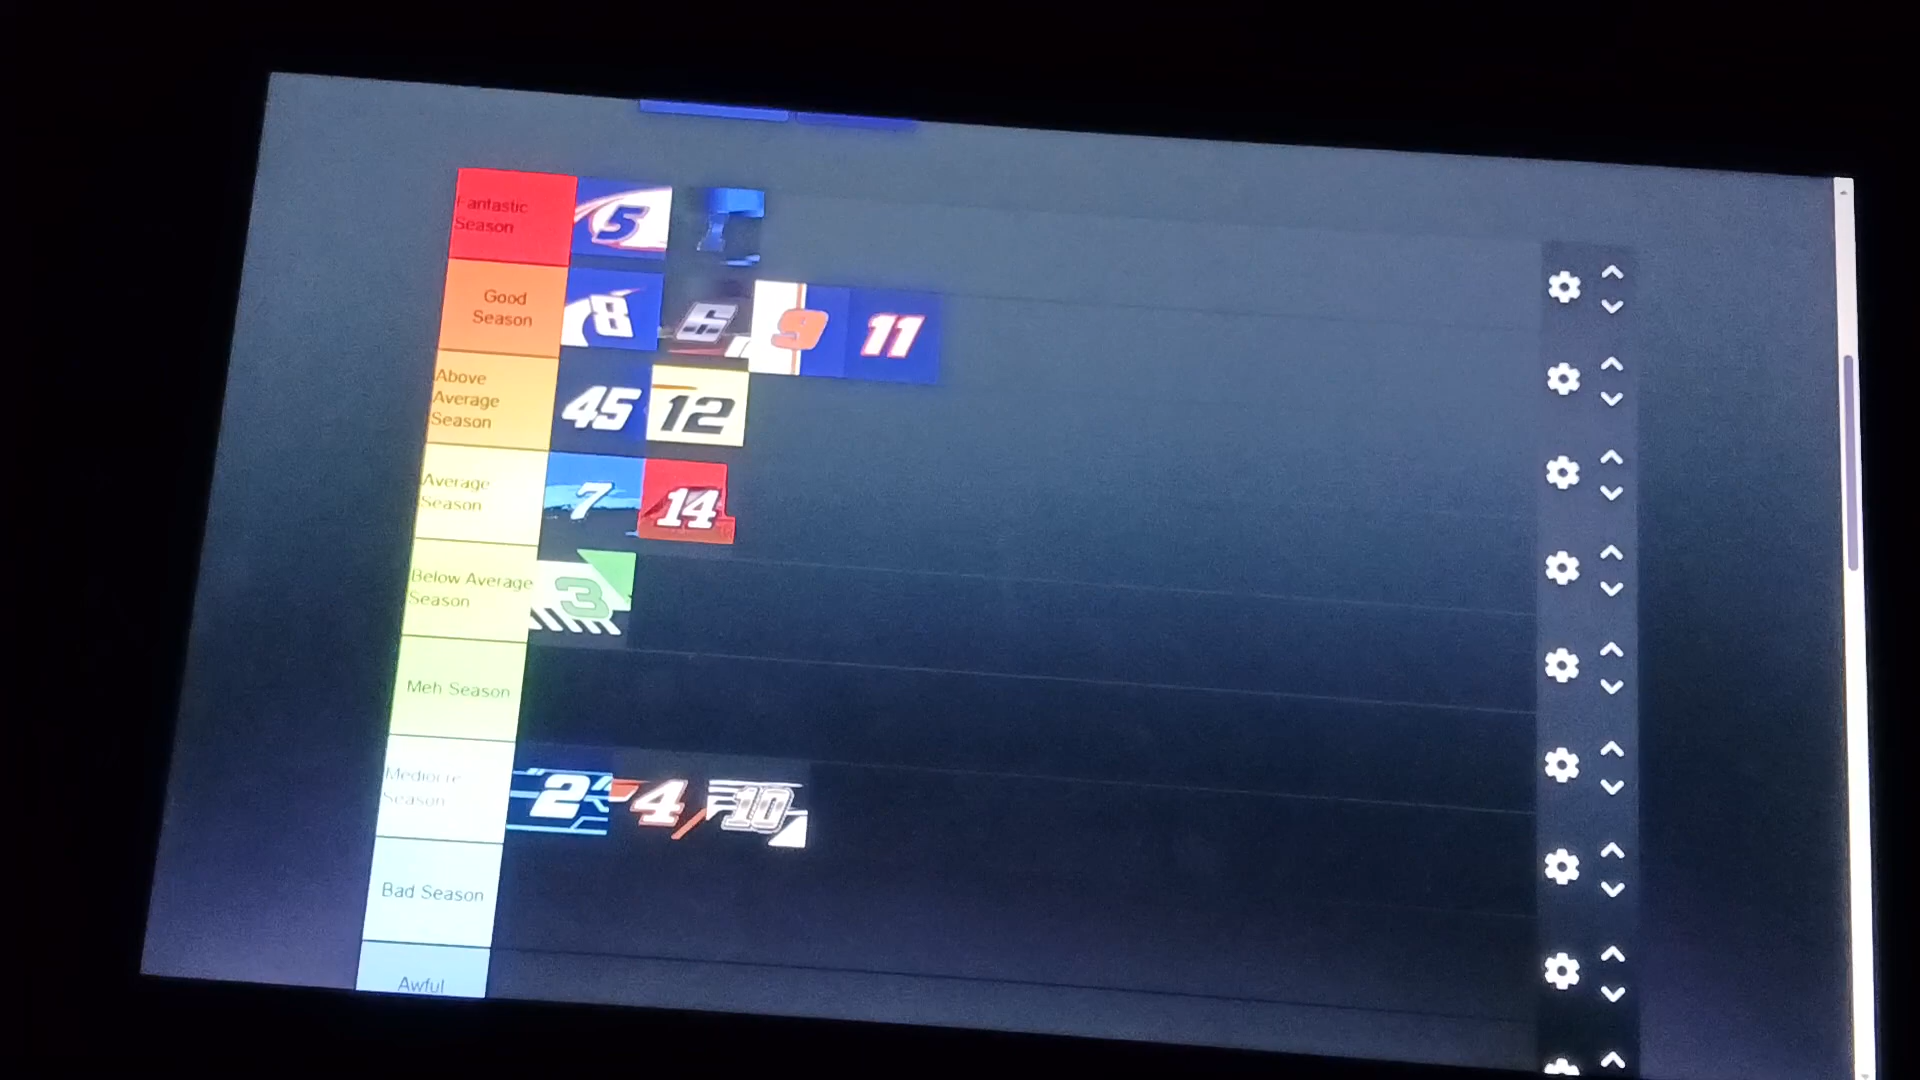 Fantastic
Season
5
Good
Season
8 6 9 11
Above
Average
Season
45 12
Average
Season
7 14
Below Average
Season
3
Meh Season
Mediocre
Season
2 4 10
Bad Season
Awful